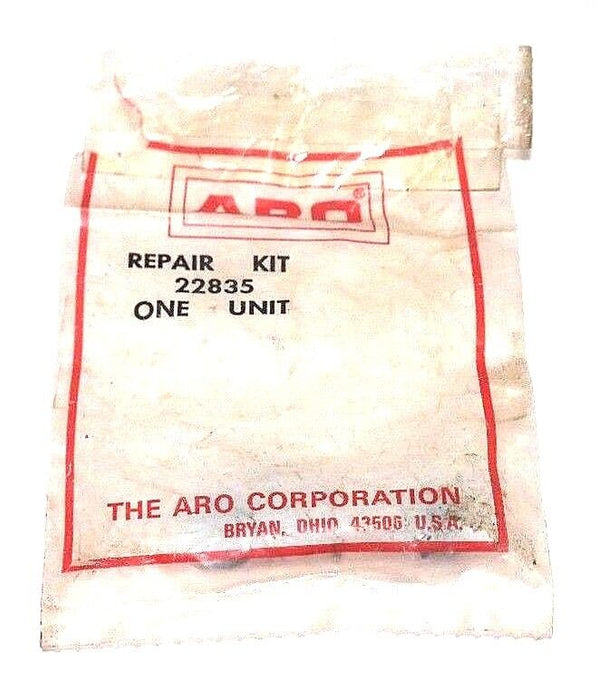 ARO®
REPAIR KIT
22835
ONE UNIT
THE ARO CORPORATION
BRYAN, OHIO 43506 U.S.A.